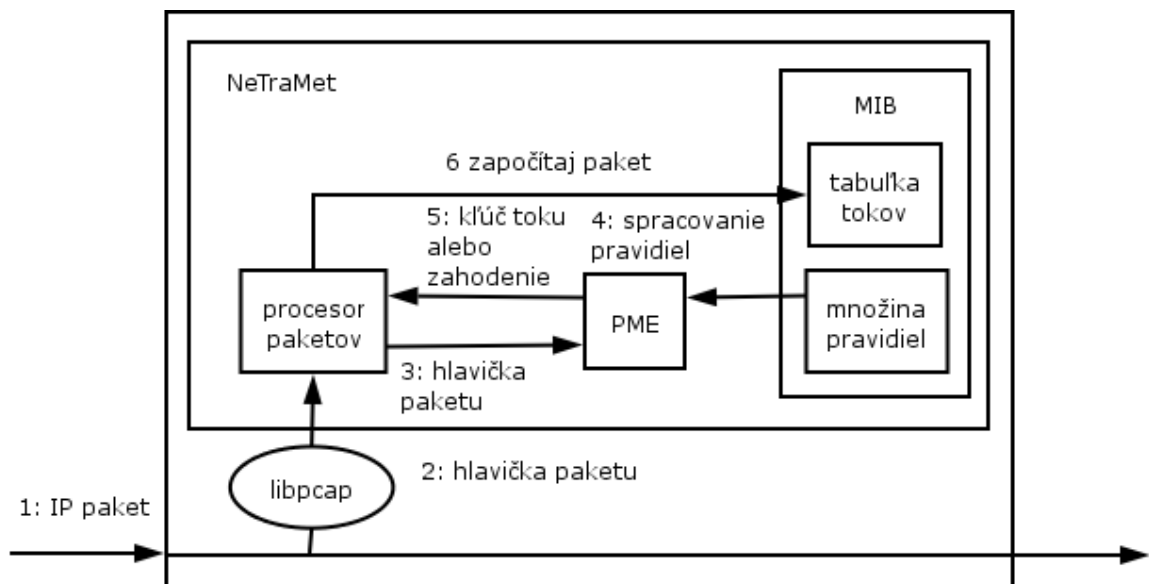 NeTraMet
MIB
6 započítaj paket
tabuľka
tokov
5: kľúč toku
alebo
zahodenie
4: spracovanie
pravidiel
procesor
paketov
PME
množina
pravidiel
3: hlavička
paketu
libpcap
2: hlavička paketu
1: IP paket